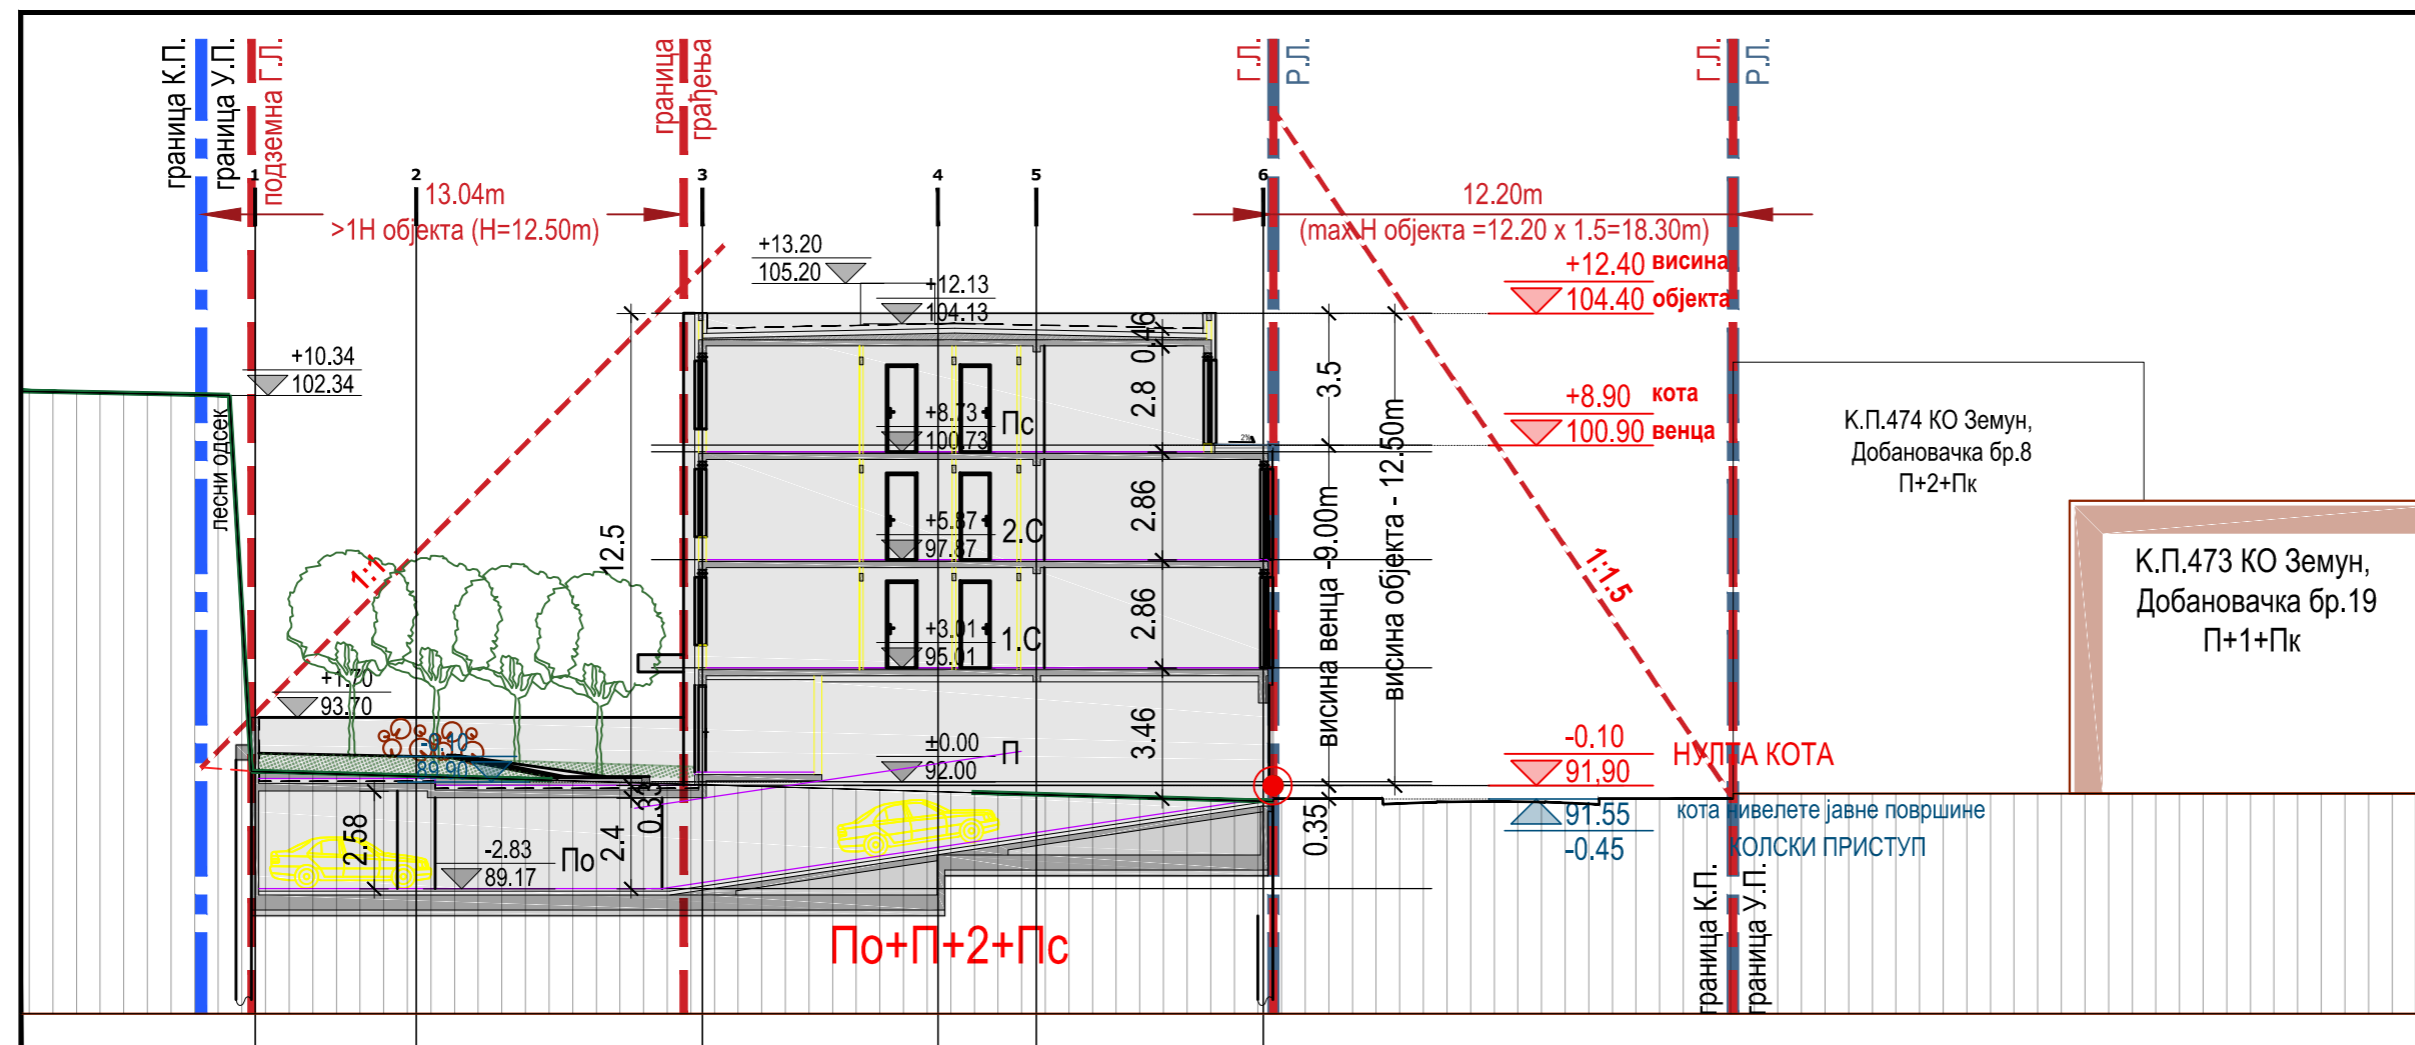 граница К.П.
граница У.П.
подземна Г.Л.
граница
грађења
Г.Л.
Р.Л.
Г.Л.
Р.Л.
1
2
3
4
5
6
13.04m
>1H објекта (H=12.50m)
12.20m
(max H објекта =12.20 x 1.5=18.30m)
+13.20
105.20
+12.13
104.13
+12.40 висина
104.40 објекта
+10.34
102.34
лесни одсек
0.46
2.8
3.5
+8.73
100.73
Пс
+8.90 кота
100.90 венца
К.П.474 КО Земун,
Добановачка бр.8
П+2+Пк
12.5
1:1
+5.87
97.87
2.С
2.86
висина венца -9.00m
висина објекта - 12.50m
1:1.5
К.П.473 КО Земун,
Добановачка бр.19
П+1+Пк
+3.01
95.01
1.С
2.86
+1.70
93.70
89.90
±0.00
92.00
П
3.46
-0.10
91,90
НУЛТА КОТА
2.58
-2.83
89.17
По
2.4
0.33
0.35
91.55
-0.45
кота нивелете јавне површине
КОЛСКИ ПРИСТУП
По+П+2+Пс
граница К.П.
граница У.П.